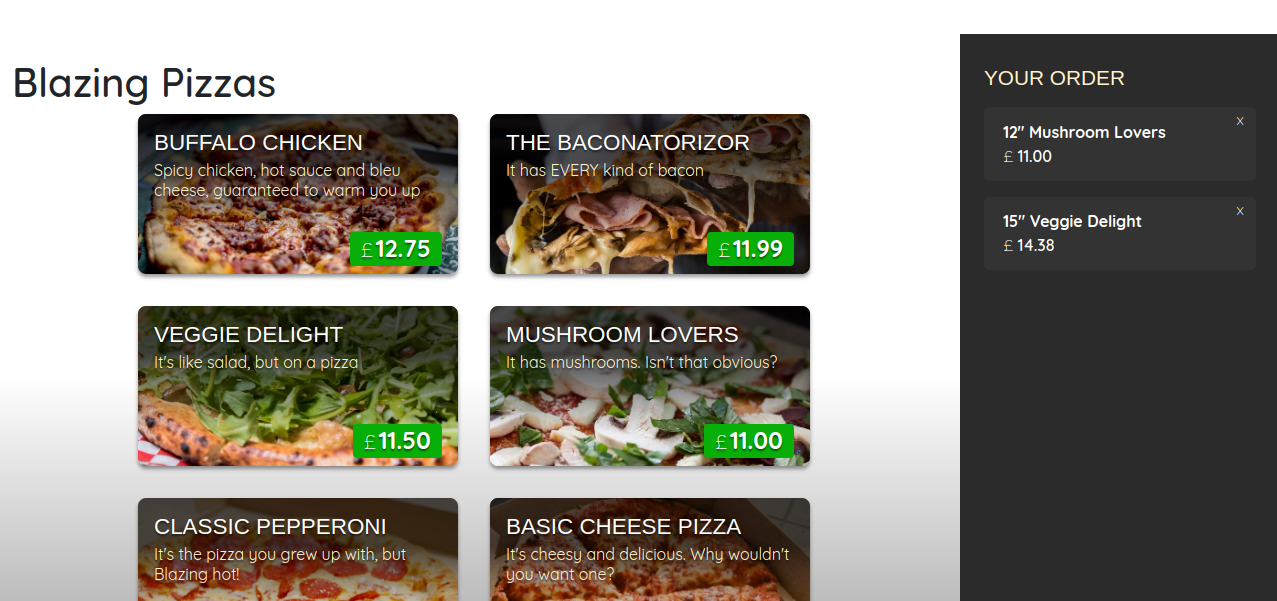 Blazing Pizzas
BUFFALO CHICKEN
Spicy chicken, hot sauce and bleu
cheese, guaranteed to warm you up
£ 12.75
THE BACONATORIZOR
It has EVERY kind of bacon
£ 11.99
VEGGIE DELIGHT
It's like salad, but on a pizza
£ 11.50
MUSHROOM LOVERS
It has mushrooms. Isn't that obvious?
£ 11.00
CLASSIC PEPPERONI
It's the pizza you grew up with, but
Blazing hot!
BASIC CHEESE PIZZA
It's cheesy and delicious. Why wouldn't
you want one?
YOUR ORDER
x
12" Mushroom Lovers
£ 11.00
x
15" Veggie Delight
£ 14.38